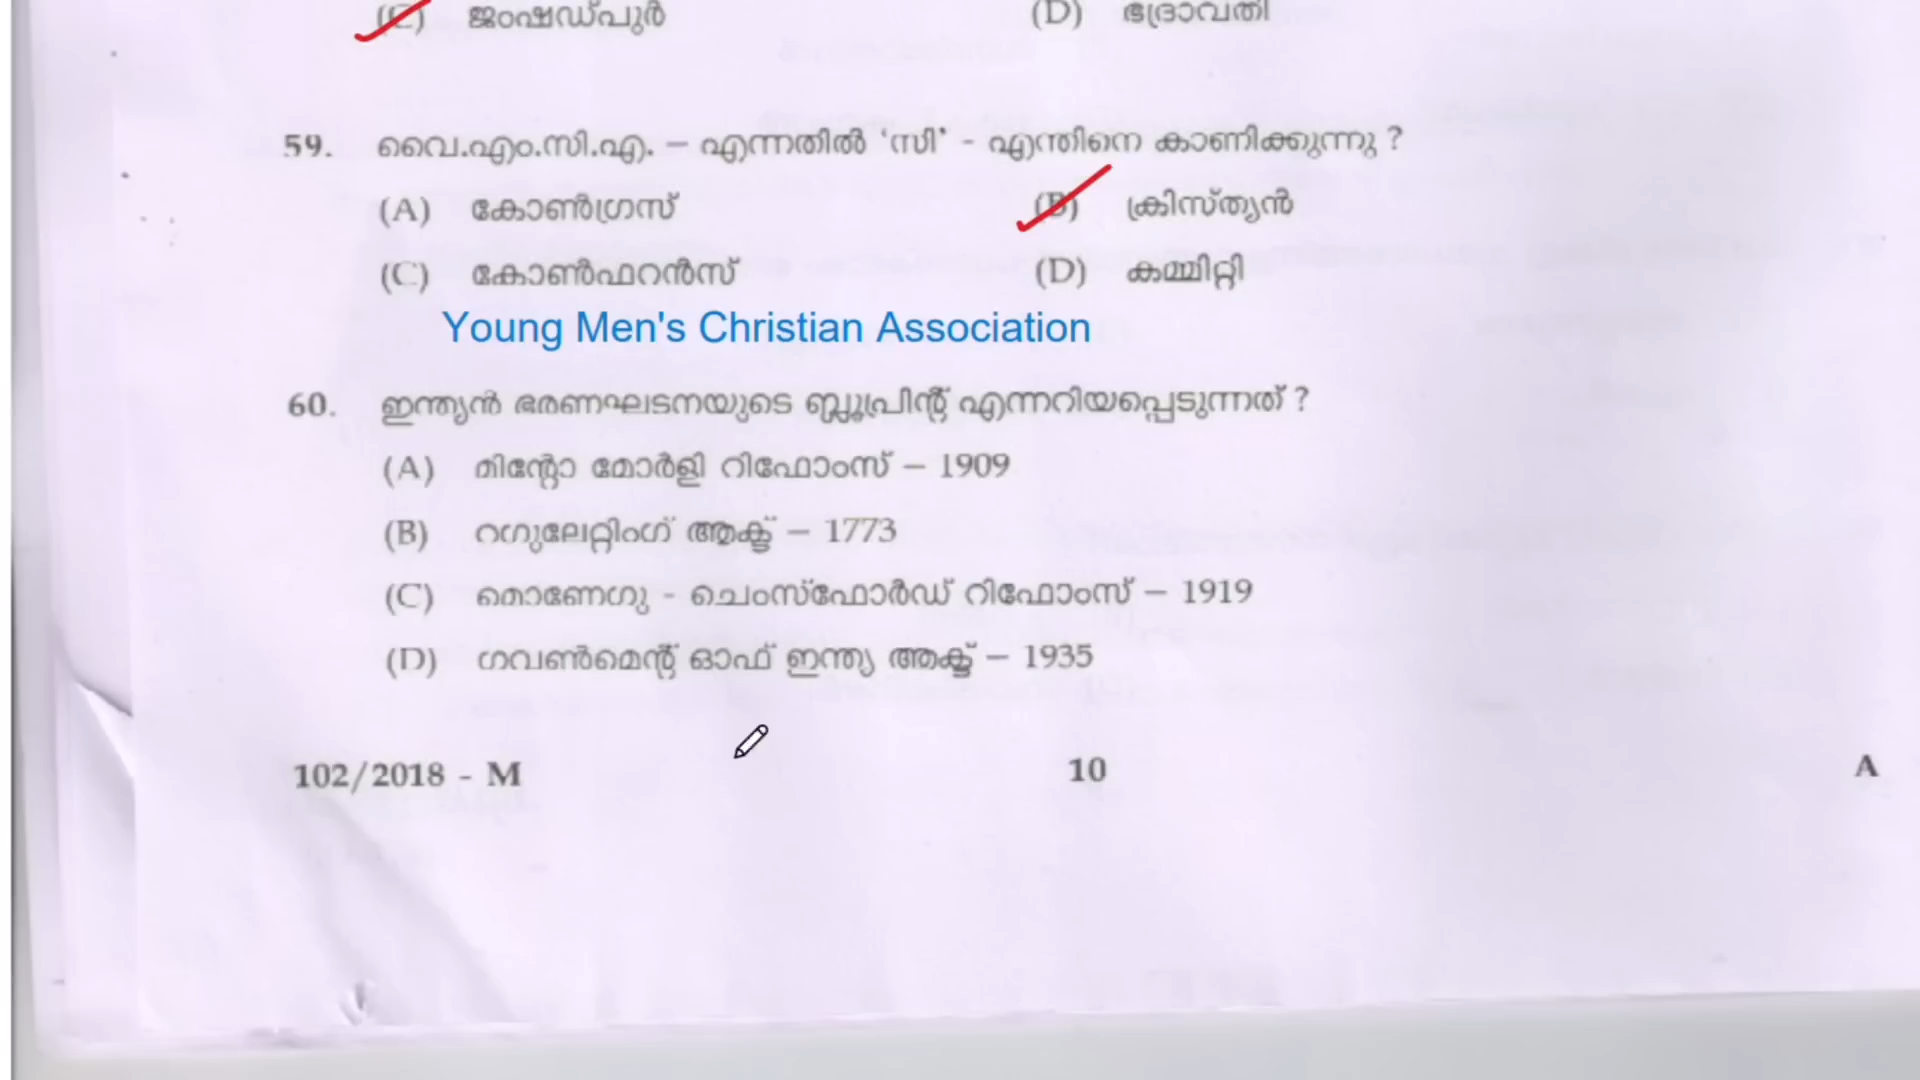 (C) ജംഷഡ്പൂർ (D) ഭദ്രാവതി
59. വൈ.എം.സി.എ. – എന്നതിൽ ‘സി’ - എന്തിനെ കാണിക്കുന്നു ?
(A) കോൺഗ്രസ് (B) ക്രിസ്ത്യൻ
(C) കോൺഫറൻസ് (D) കമ്മിറ്റി
Young Men's Christian Association
60. ഇന്ത്യൻ ഭരണഘടനയുടെ ബ്ലൂപ്രിന്റ് എന്നറിയപ്പെടുന്നത് ?
(A) മിന്റോ മോർളി റിഫോംസ് – 1909
(B) റഗുലേറ്റിംഗ് ആക്ട് – 1773
(C) മൊണേഗു - ചെംസ്ഫോർഡ് റിഫോംസ് – 1919
(D) ഗവൺമെന്റ് ഓഫ് ഇന്ത്യ ആക്ട് – 1935
102/2018 - M 10 A